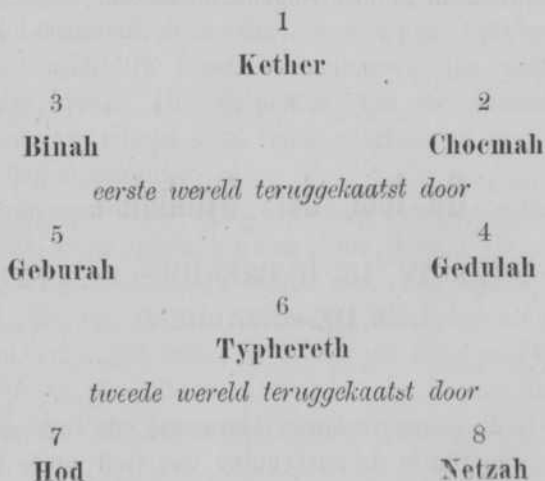 1
Kether
3 2
Binah Chocmah
eerste wereld teruggekaatst door
5 4
Geburah Gedulah
6
Typhereth
tweede wereld teruggekaatst door
7 8
Hod Netzah